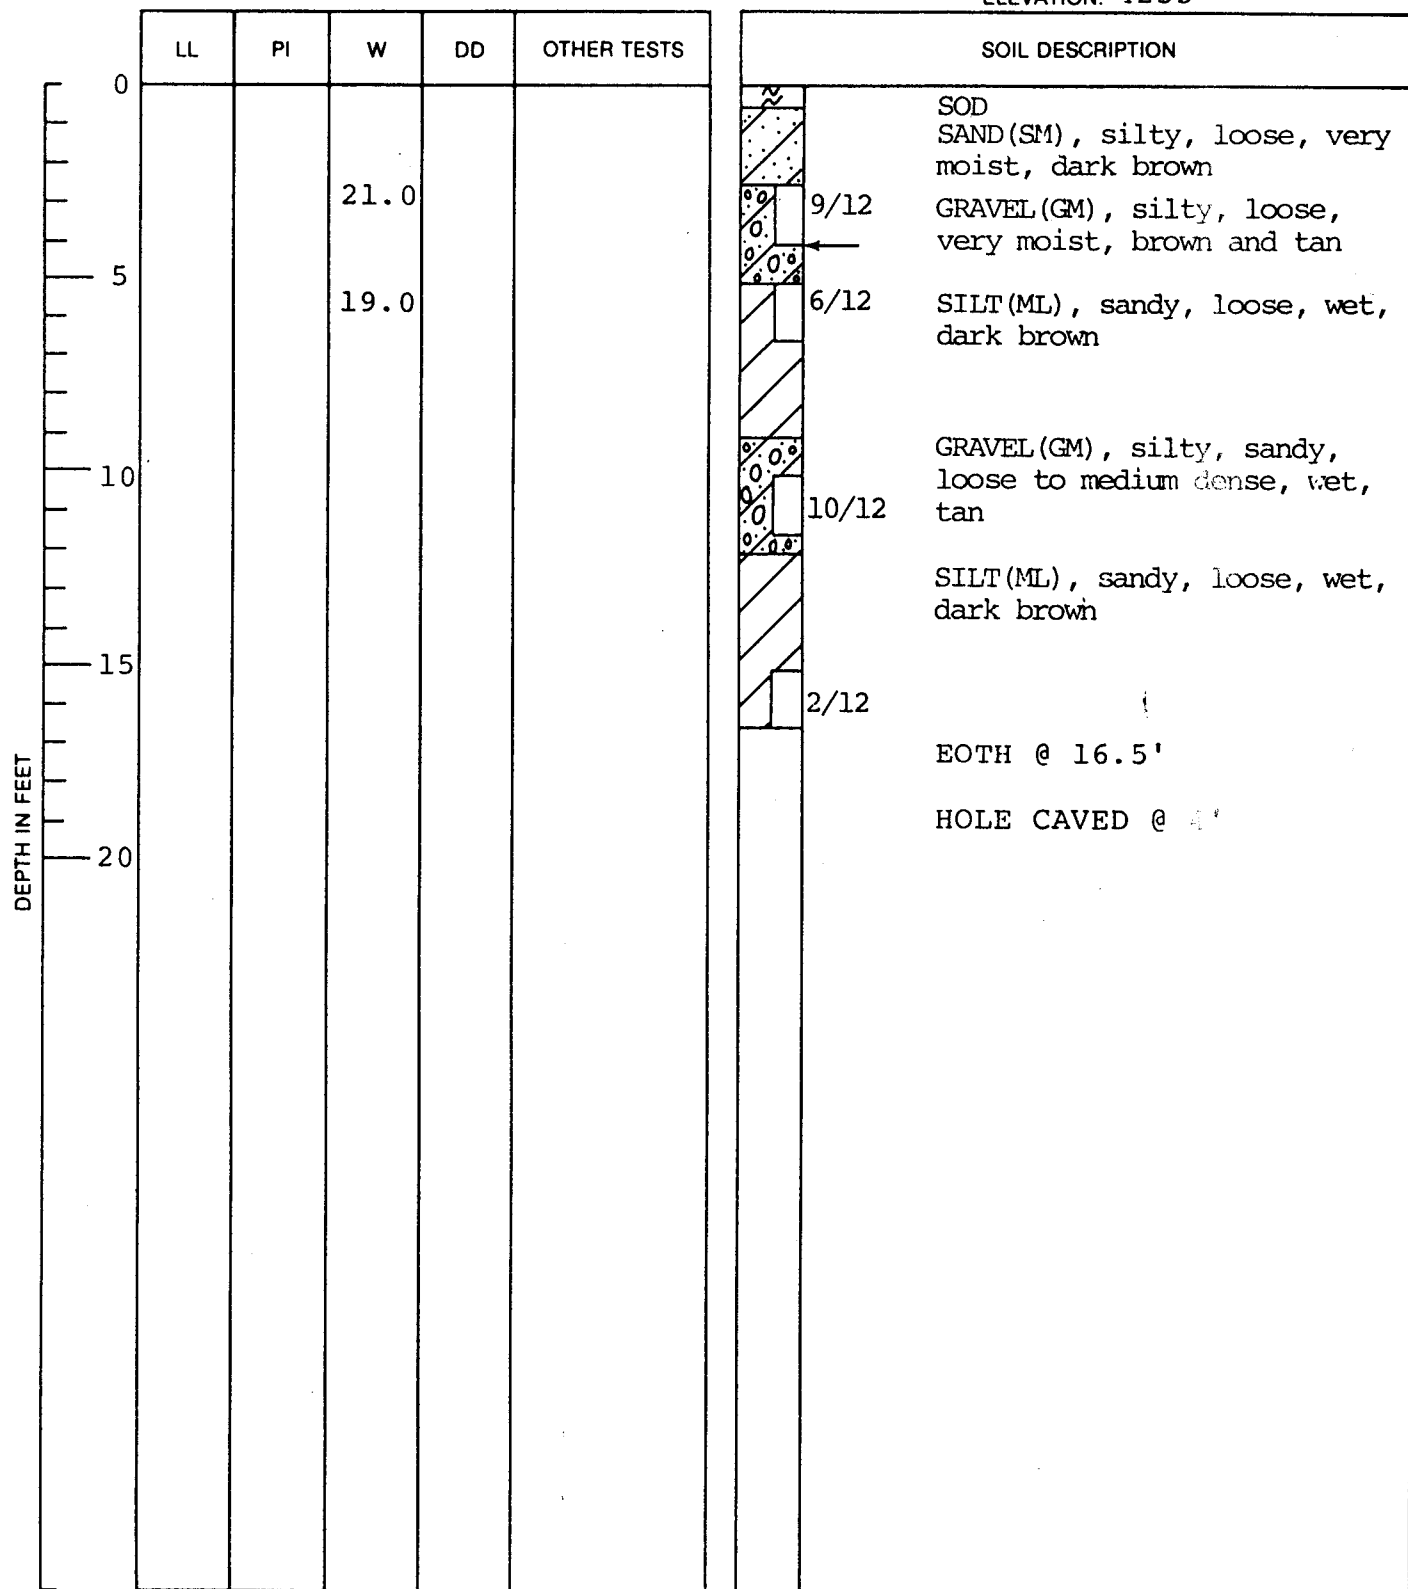 LL PI W DD OTHER TESTS SOIL DESCRIPTION
0
SOD
SAND(SM), silty, loose, very
moist, dark brown
21.0 9/12 GRAVEL(GM), silty, loose,
very moist, brown and tan
5
19.0 6/12 SILT(ML), sandy, loose, wet,
dark brown
GRAVEL(GM), silty, sandy,
10 loose to medium dense, wet,
10/12 tan
SILT(ML), sandy, loose, wet,
dark brown
15
2/12
EOTH @ 16.5'
HOLE CAVED @ 4'
20
DEPTH IN FEET